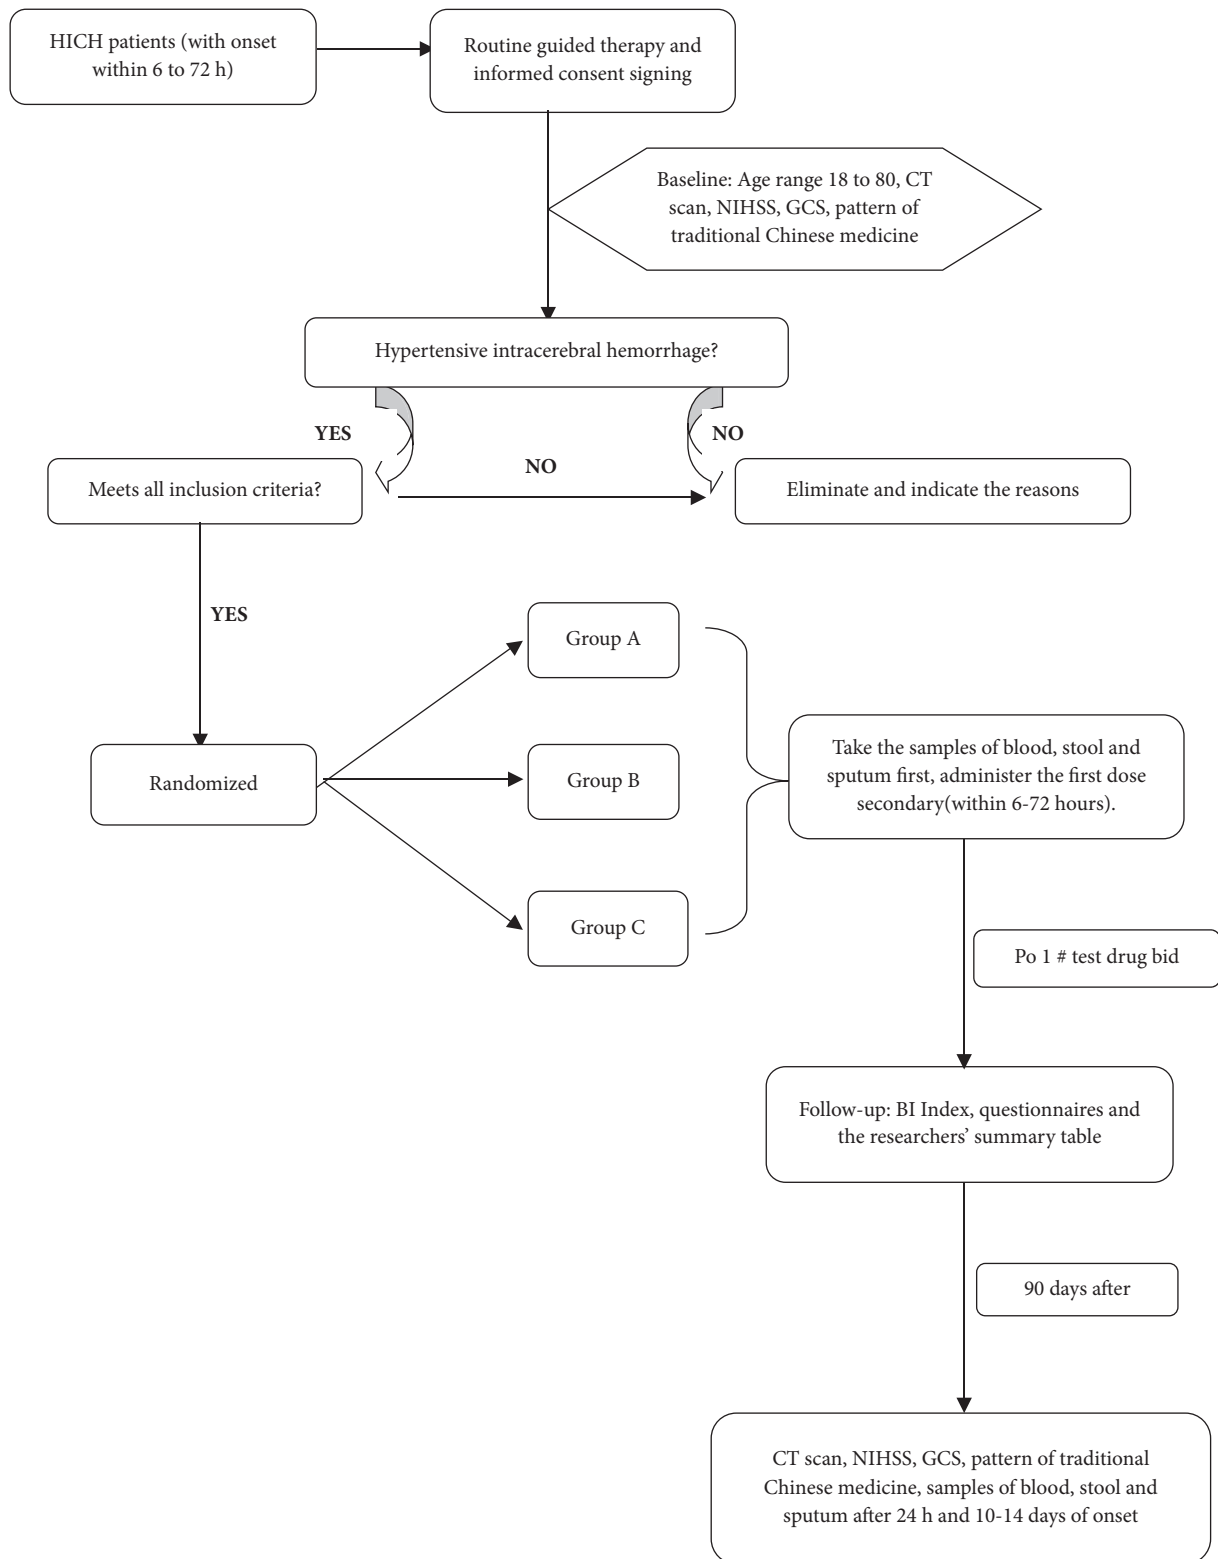 HICH patients (with onset
within 6 to 72 h)
Routine guided therapy and
informed consent signing
Baseline: Age range 18 to 80, CT
scan, NIHSS, GCS, pattern of
traditional Chinese medicine
Hypertensive intracerebral hemorrhage?
YES
NO
Meets all inclusion criteria?
NO
Eliminate and indicate the reasons
YES
Randomized
Group A
Group B
Group C
Take the samples of blood, stool and
sputum first, administer the first dose
secondary(within 6-72 hours).
Po 1 # test drug bid
Follow-up: BI Index, questionnaires and
the researchers’ summary table
90 days after
CT scan, NIHSS, GCS, pattern of traditional
Chinese medicine, samples of blood, stool and
sputum after 24 h and 10-14 days of onset